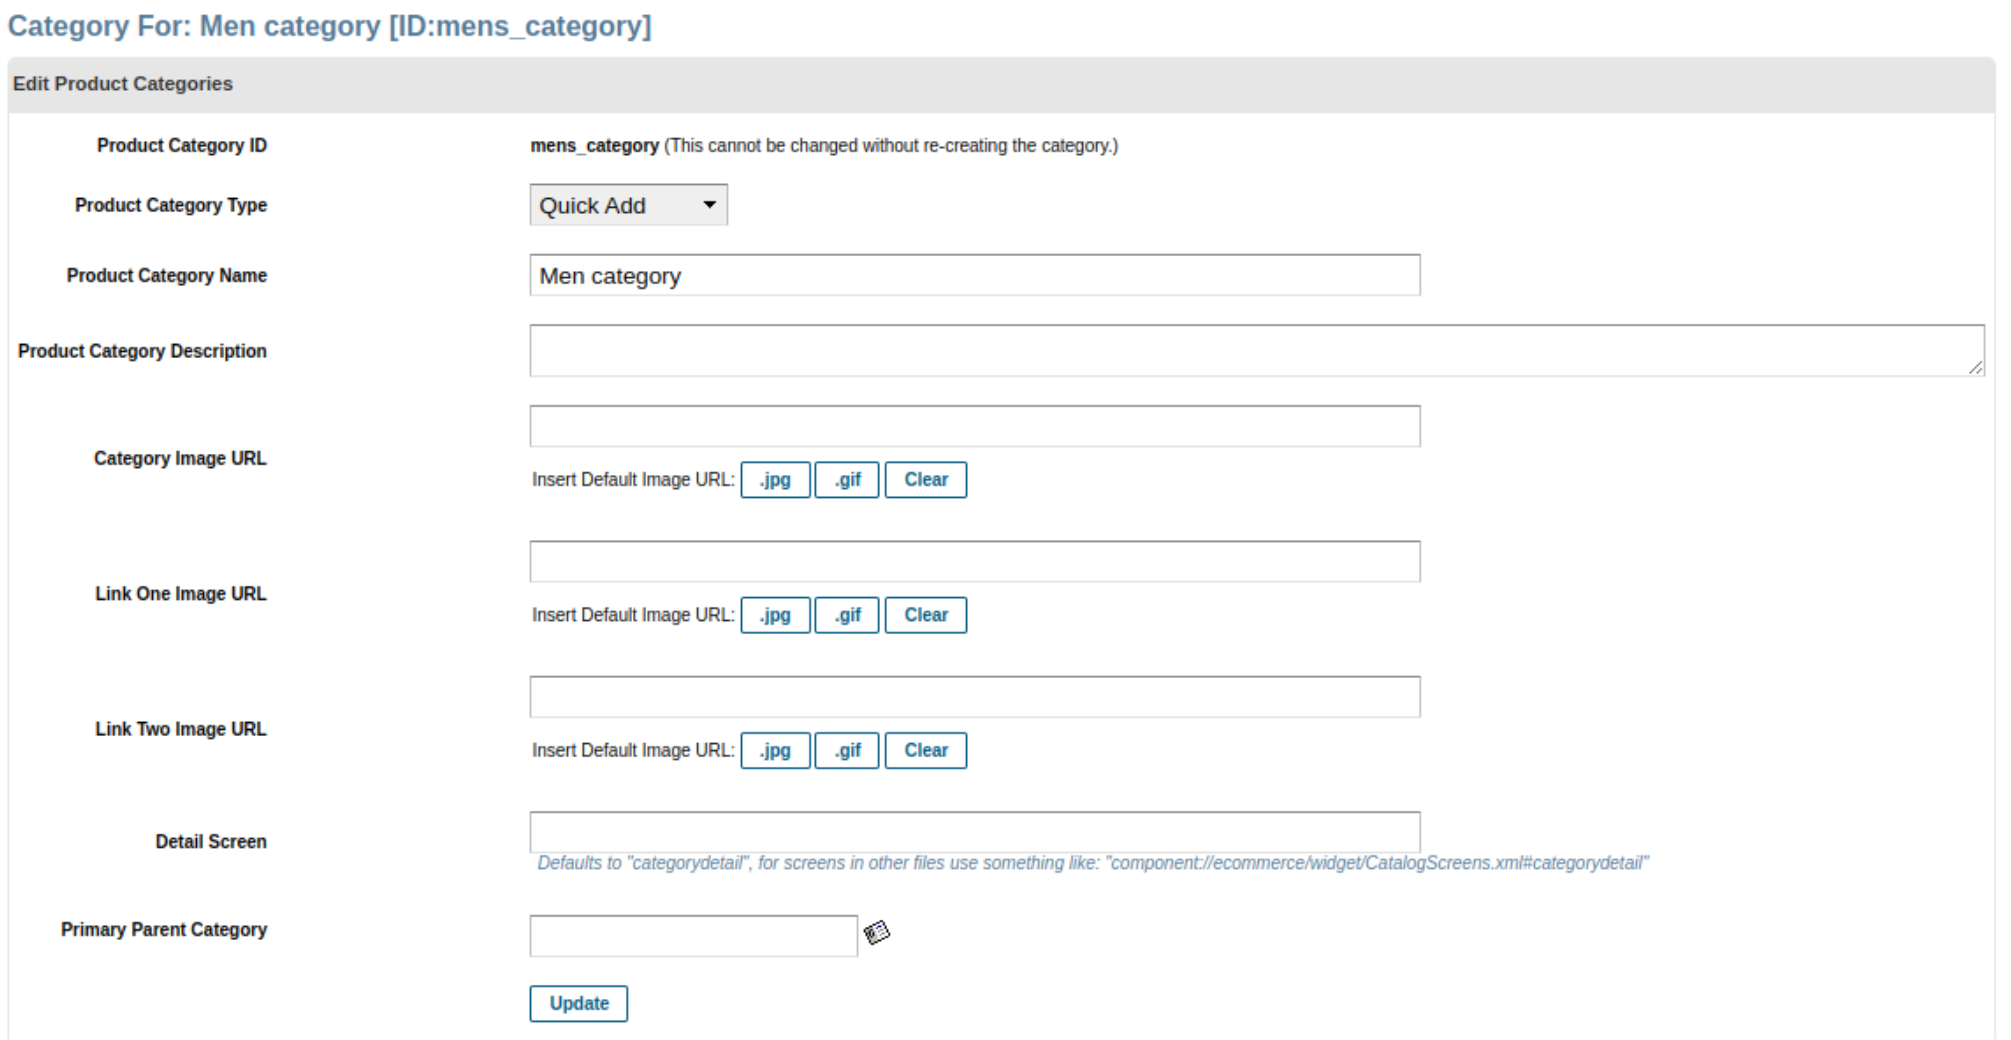 Category For: Men category [ID:mens_category]
Edit Product Categories
Product Category ID mens_category (This cannot be changed without re-creating the category.)
Product Category Type Quick Add
Product Category Name Men category
Product Category Description
Category Image URL
Insert Default Image URL: .jpg .gif Clear
Link One Image URL
Insert Default Image URL: .jpg .gif Clear
Link Two Image URL
Insert Default Image URL: .jpg .gif Clear
Detail Screen
Defaults to "categorydetail", for screens in other files use something like: "component://ecommerce/widget/CatalogScreens.xml#categorydetail"
Primary Parent Category
Update